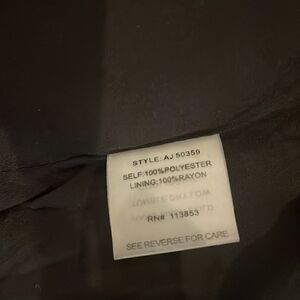 STYLE: AJ 50359
SELF:100%POLYESTER
LINING:100%RAYON
RN# 113853
SEE REVERSE FOR CARE